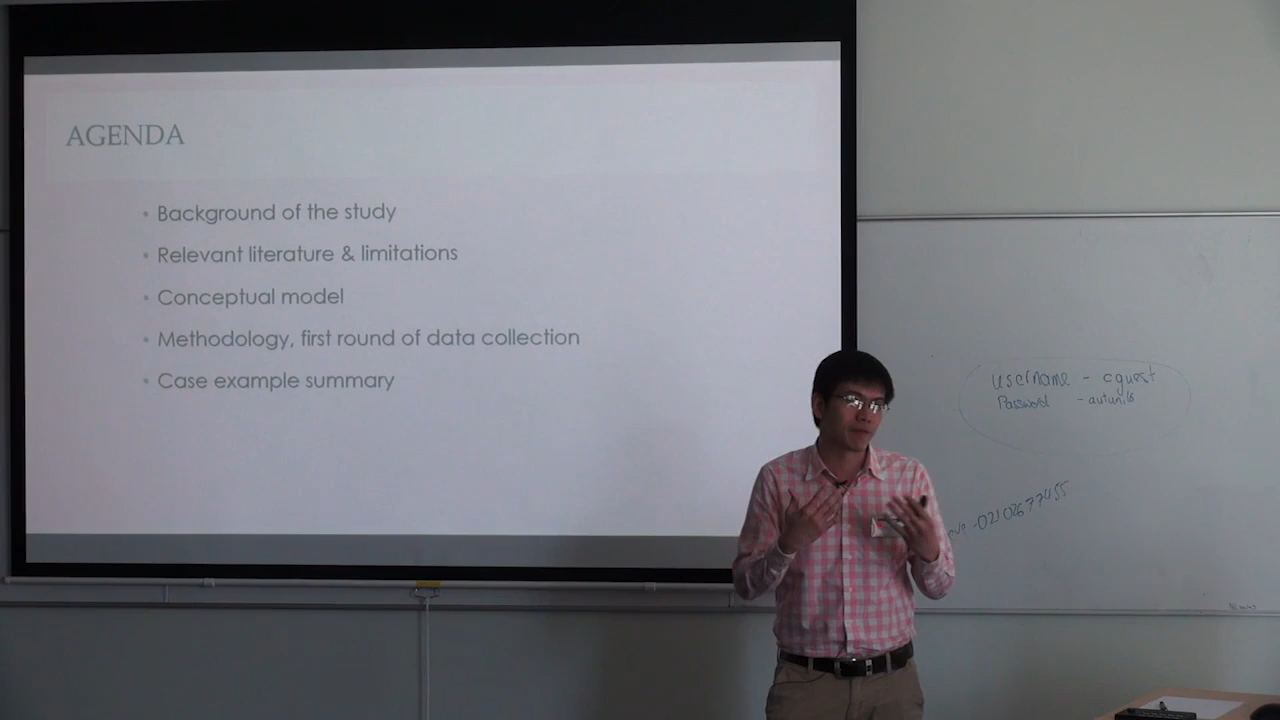 AGENDA
• Background of the study
• Relevant literature & limitations
• Conceptual model
• Methodology, first round of data collection
• Case example summary
username - cguest
Password - autuni16